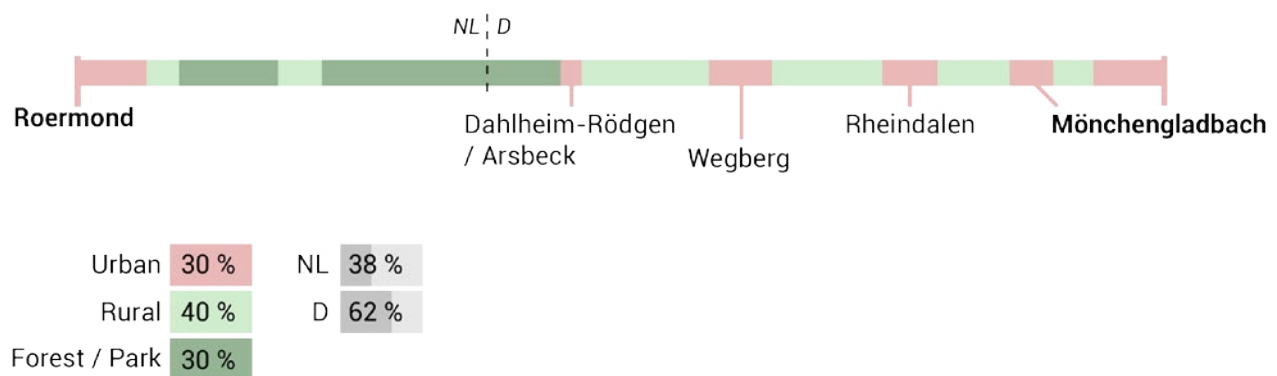 NL D
Roermond
Dahlheim-Rödgen
/ Arsbeck
Wegberg
Rheindalen
Mönchengladbach
Urban 30 % NL 38 %
Rural 40 % D 62 %
Forest / Park 30 %